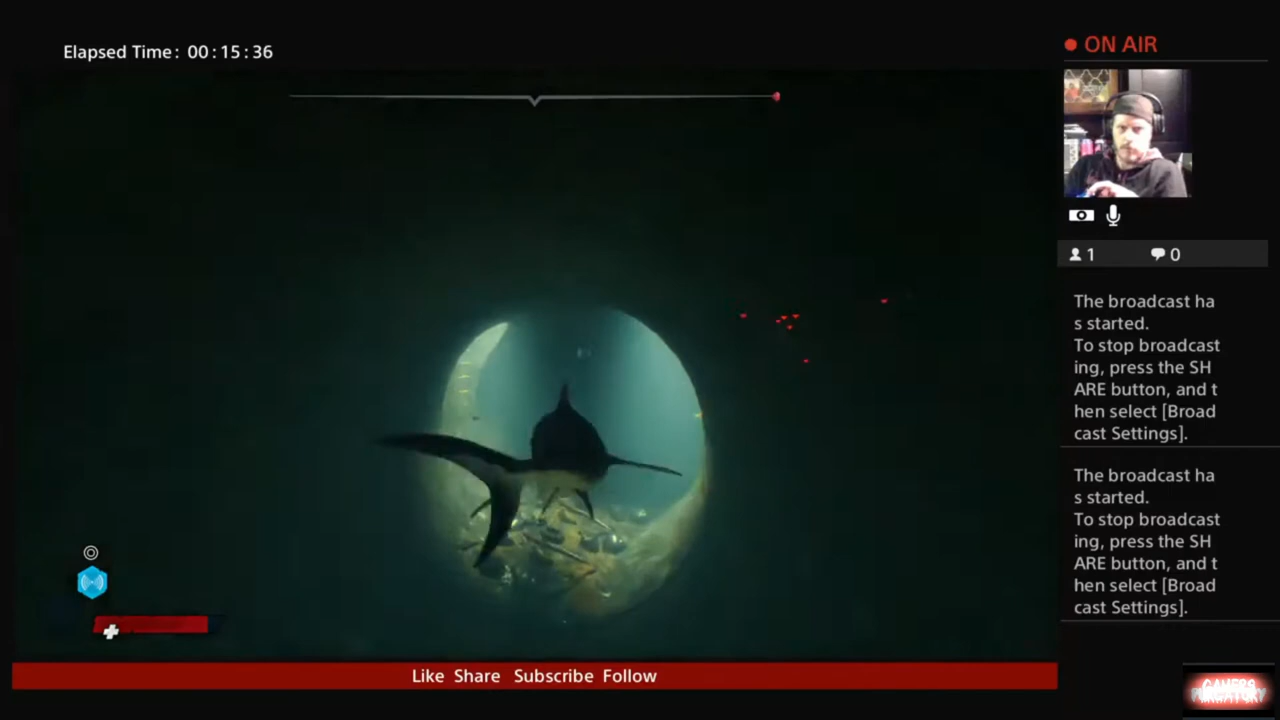 Elapsed Time: 00:15:36
ON AIR
1
0
The broadcast ha
s started.
To stop broadcast
ing, press the SH
ARE button, and t
hen select [Broad
cast Settings].
The broadcast ha
s started.
To stop broadcast
ing, press the SH
ARE button, and t
hen select [Broad
cast Settings].
Like Share Subscribe Follow
GAMERS
PURGATORY